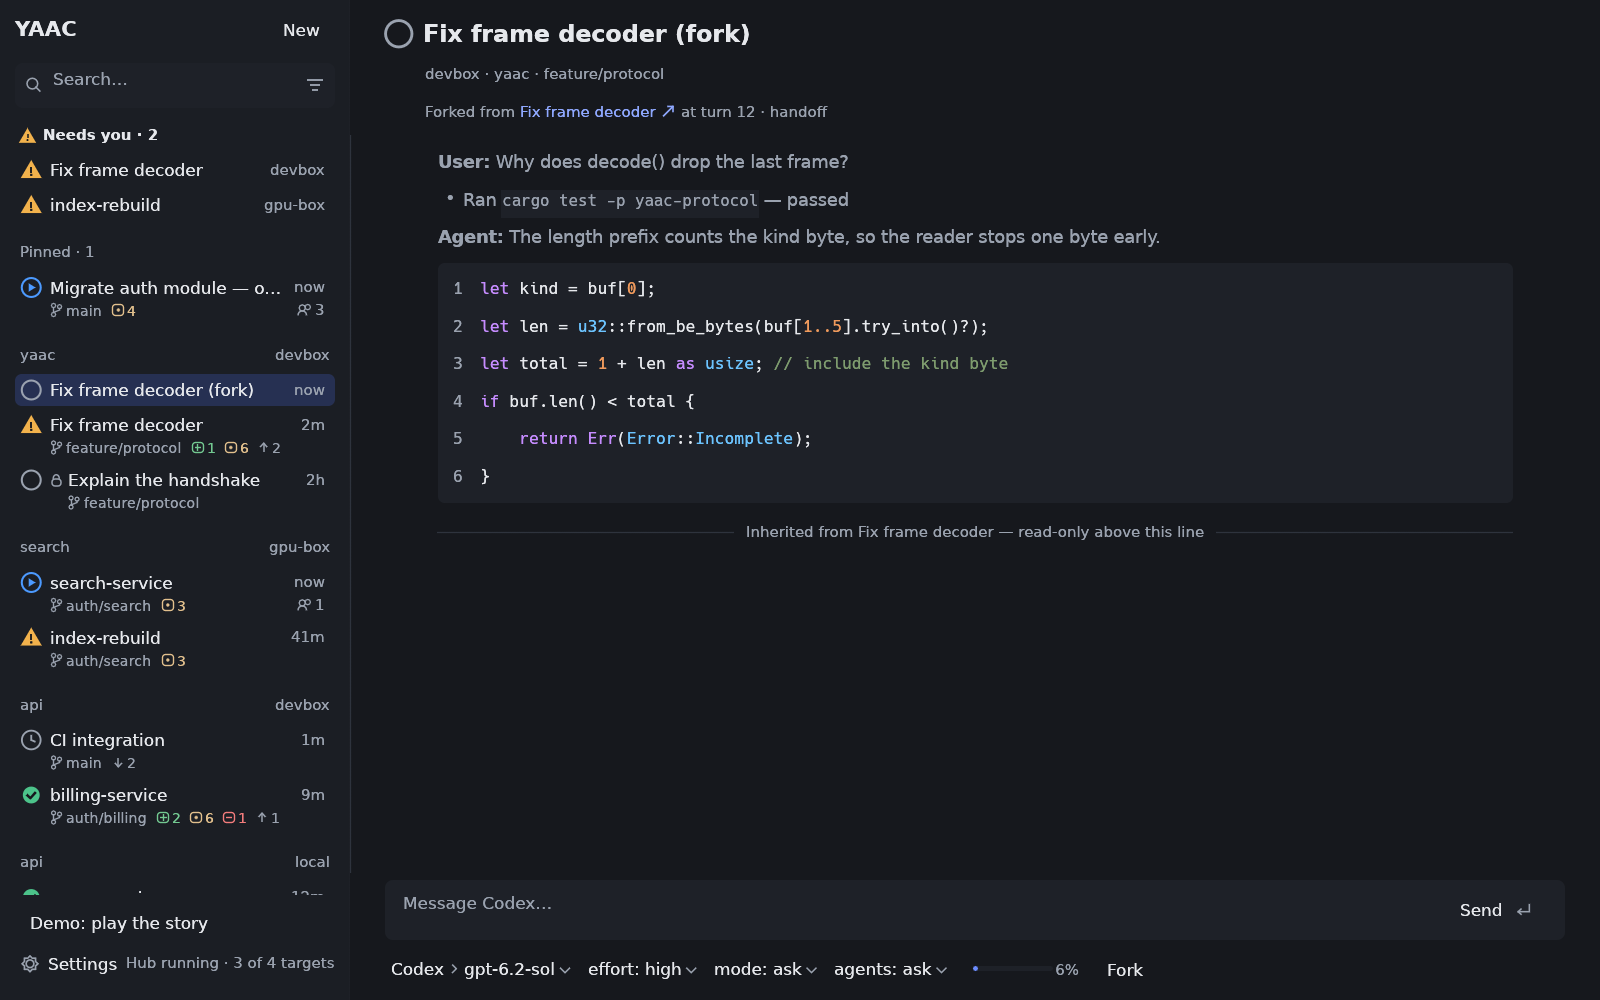 YAAC
New
Search...
Needs you · 2
Fix frame decoder devbox
index-rebuild gpu-box
Pinned · 1
Migrate auth module — o... now
main 4 3
yaac devbox
Fix frame decoder (fork) now
Fix frame decoder 2m
feature/protocol 1 6 ↑2
Explain the handshake 2h
feature/protocol
search gpu-box
search-service now
auth/search 3 1
index-rebuild 41m
auth/search 3
api devbox
CI integration 1m
main ↓2
billing-service 9m
auth/billing 2 6 1 ↑1
api local
Demo: play the story
Settings Hub running · 3 of 4 targets
Fix frame decoder (fork)
devbox · yaac · feature/protocol
Forked from Fix frame decoder ↗ at turn 12 · handoff
User: Why does decode() drop the last frame?
• Ran cargo test -p yaac-protocol — passed
Agent: The length prefix counts the kind byte, so the reader stops one byte early.
1 let kind = buf[0];
2 let len = u32::from_be_bytes(buf[1..5].try_into()?);
3 let total = 1 + len as usize; // include the kind byte
4 if buf.len() < total {
5     return Err(Error::Incomplete);
6 }
Inherited from Fix frame decoder — read-only above this line
Message Codex...
Send
Codex > gpt-6.2-sol effort: high mode: ask agents: ask 6% Fork